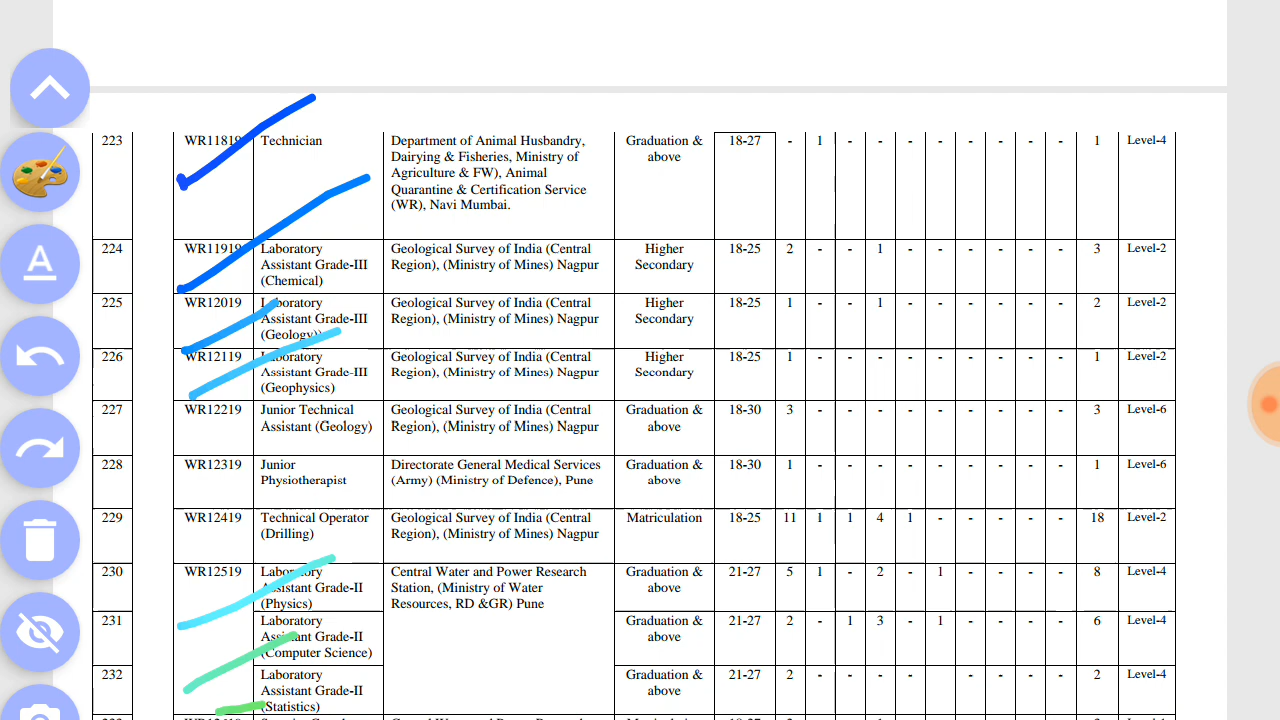 223 WR11819 Technician Department of Animal Husbandry, Graduation & 18-27 - 1 - - - - - - - - 1 Level-4
Dairying & Fisheries, Ministry of above
Agriculture & FW), Animal
Quarantine & Certification Service
(WR), Navi Mumbai.
224 WR11919 Laboratory Geological Survey of India (Central Higher 18-25 2 - - 1 - - - - - - 3 Level-2
Assistant Grade-III Region), (Ministry of Mines) Nagpur Secondary
(Chemical)
225 WR12019 Laboratory Geological Survey of India (Central Higher 18-25 1 - - 1 - - - - - - 2 Level-2
Assistant Grade-III Region), (Ministry of Mines) Nagpur Secondary
(Geology))
226 WR12119 Laboratory Geological Survey of India (Central Higher 18-25 1 - - - - - - - - - 1 Level-2
Assistant Grade-III Region), (Ministry of Mines) Nagpur Secondary
(Geophysics)
227 WR12219 Junior Technical Geological Survey of India (Central Graduation & 18-30 3 - - - - - - - - - 3 Level-6
Assistant (Geology) Region), (Ministry of Mines) Nagpur above
228 WR12319 Junior Directorate General Medical Services Graduation & 18-30 1 - - - - - - - - - 1 Level-6
Physiotherapist (Army) (Ministry of Defence), Pune above
229 WR12419 Technical Operator Geological Survey of India (Central Matriculation 18-25 11 1 1 4 1 - - - - - 18 Level-2
(Drilling) Region), (Ministry of Mines) Nagpur
230 WR12519 Laboratory Central Water and Power Research Graduation & 21-27 5 1 - 2 - 1 - - - - 8 Level-4
Assistant Grade-II Station, (Ministry of Water above
(Physics) Resources, RD &GR) Pune
231 Laboratory Graduation & 21-27 2 - 1 3 - 1 - - - - 6 Level-4
Assistant Grade-II above
(Computer Science)
232 Laboratory Graduation & 21-27 2 - - - - - - - - 2 Level-4
Assistant Grade-II above
(Statistics)